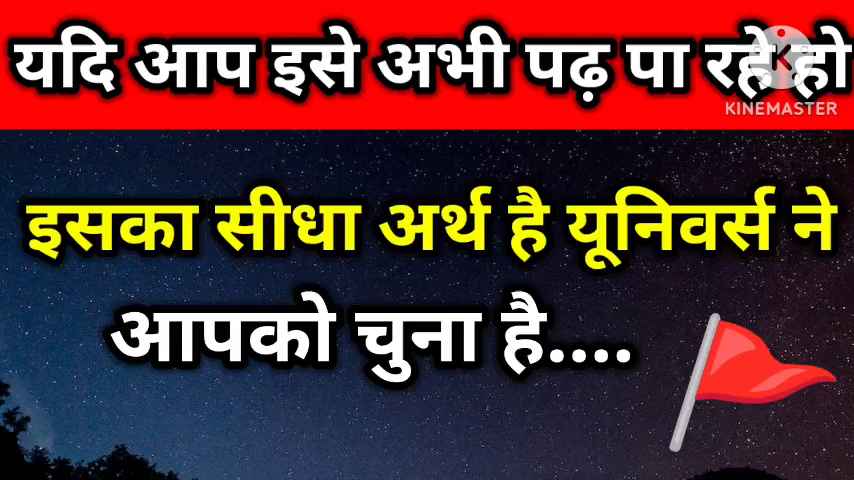 यदि आप इसे अभी पढ़ पा रहे हो
KINEMASTER
इसका सीधा अर्थ है यूनिवर्स ने
आपको चुना है....